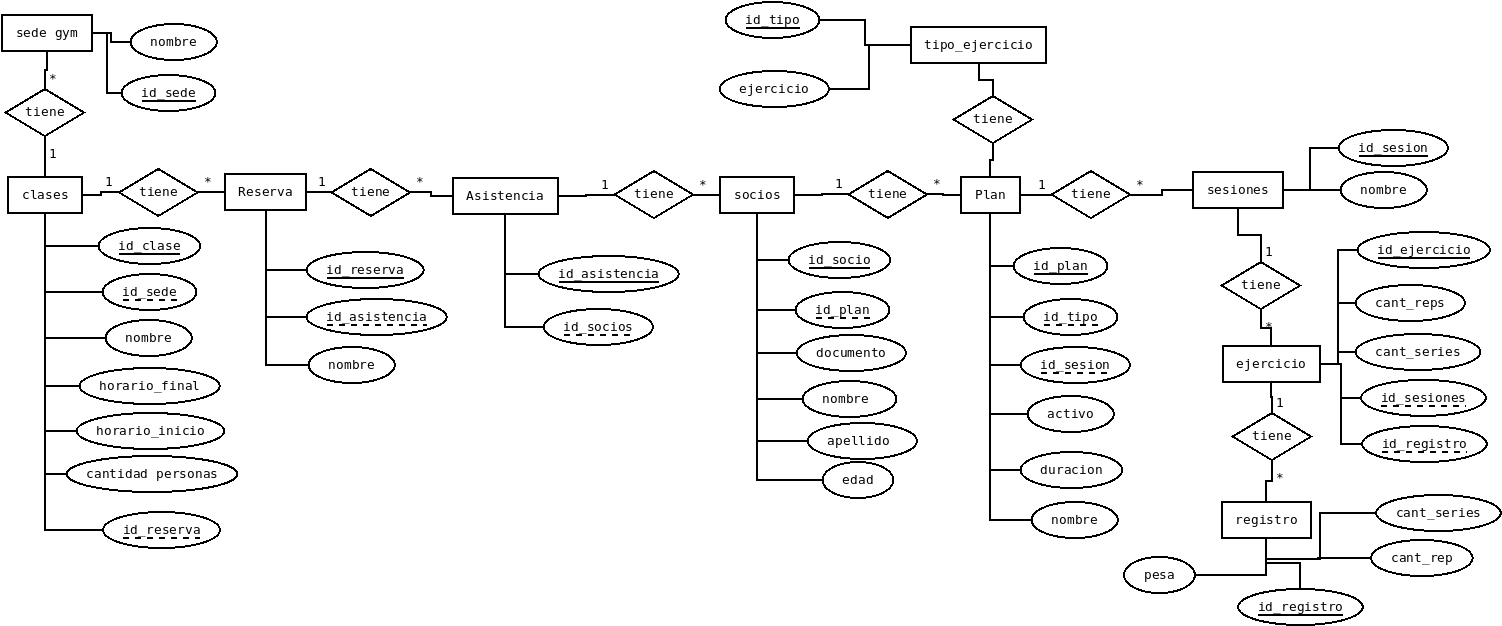 sede gym
nombre
id_sede
*
tiene
1
clases
1
tiene
*
Reserva
1
tiene
*
Asistencia
1
tiene
*
socios
1
tiene
*
Plan
1
tiene
*
sesiones
id_tipo
ejercicio
tipo_ejercicio
tiene
id_sesion
nombre
id_clase
id_sede
nombre
horario_final
horario_inicio
cantidad personas
id_reserva
id_reserva
id_asistencia
nombre
id_asistencia
id_socios
id_socio
id_plan
documento
nombre
apellido
edad
id_plan
id_tipo
id_sesion
activo
duracion
nombre
1
tiene
*
ejercicio
id_ejercicio
cant_reps
cant_series
id_sesiones
id_registro
1
tiene
*
registro
cant_series
cant_rep
pesa
id_registro